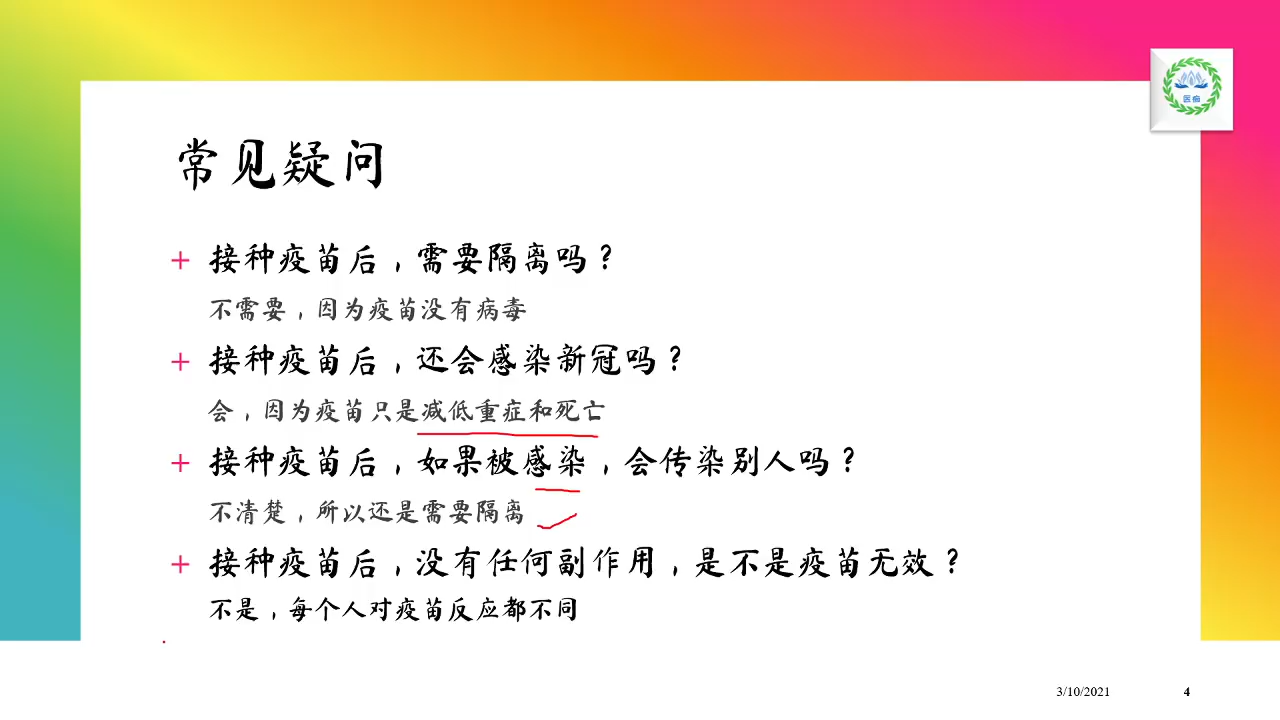 医痴
常见疑问
+ 接种疫苗后，需要隔离吗？
不需要，因为疫苗没有病毒
+ 接种疫苗后，还会感染新冠吗？
会，因为疫苗只是减低重症和死亡
+ 接种疫苗后，如果被感染，会传染别人吗？
不清楚，所以还是需要隔离
+ 接种疫苗后，没有任何副作用，是不是疫苗无效？
不是，每个人对疫苗反应都不同
3/10/2021
4